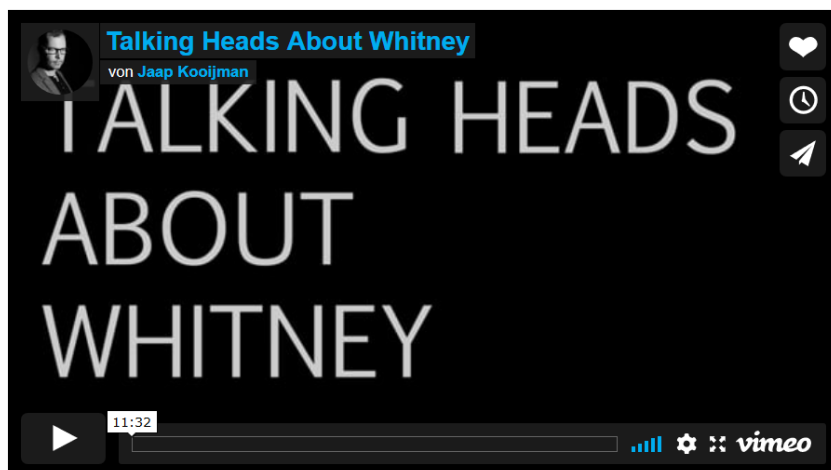 Talking Heads About Whitney
von Jaap Kooijman
TALKING HEADS
ABOUT
WHITNEY
11:32
vimeo